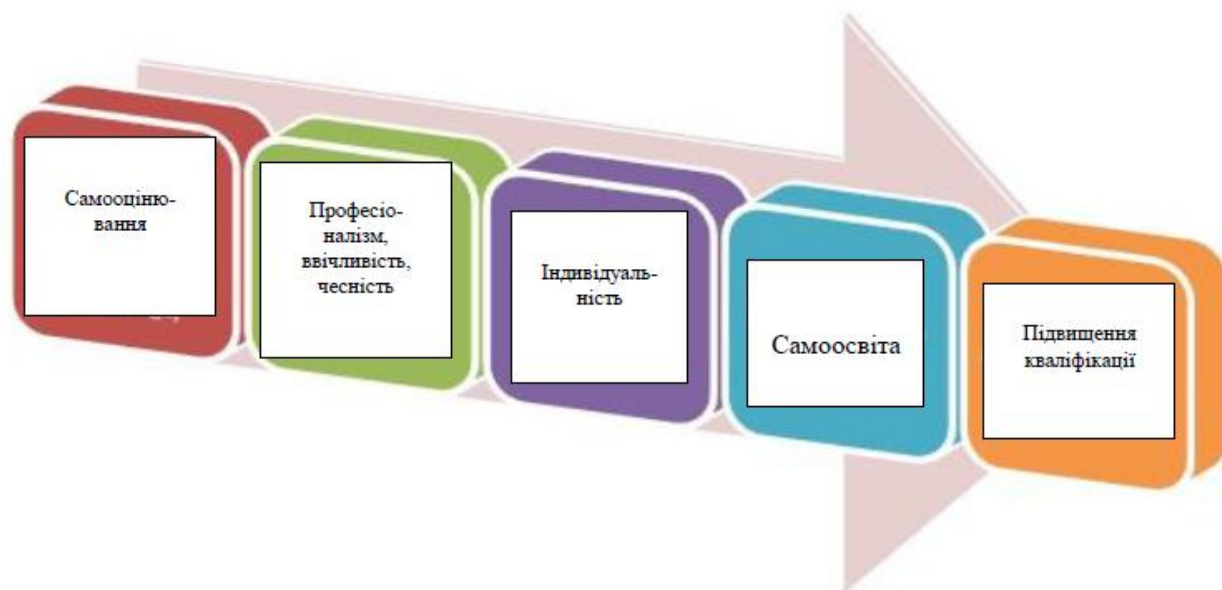 Самооціню-
вання
Професіо-
налізм,
ввічливість,
чесність
Індивідуаль-
ність
Самоосвіта
Підвищення
кваліфікації